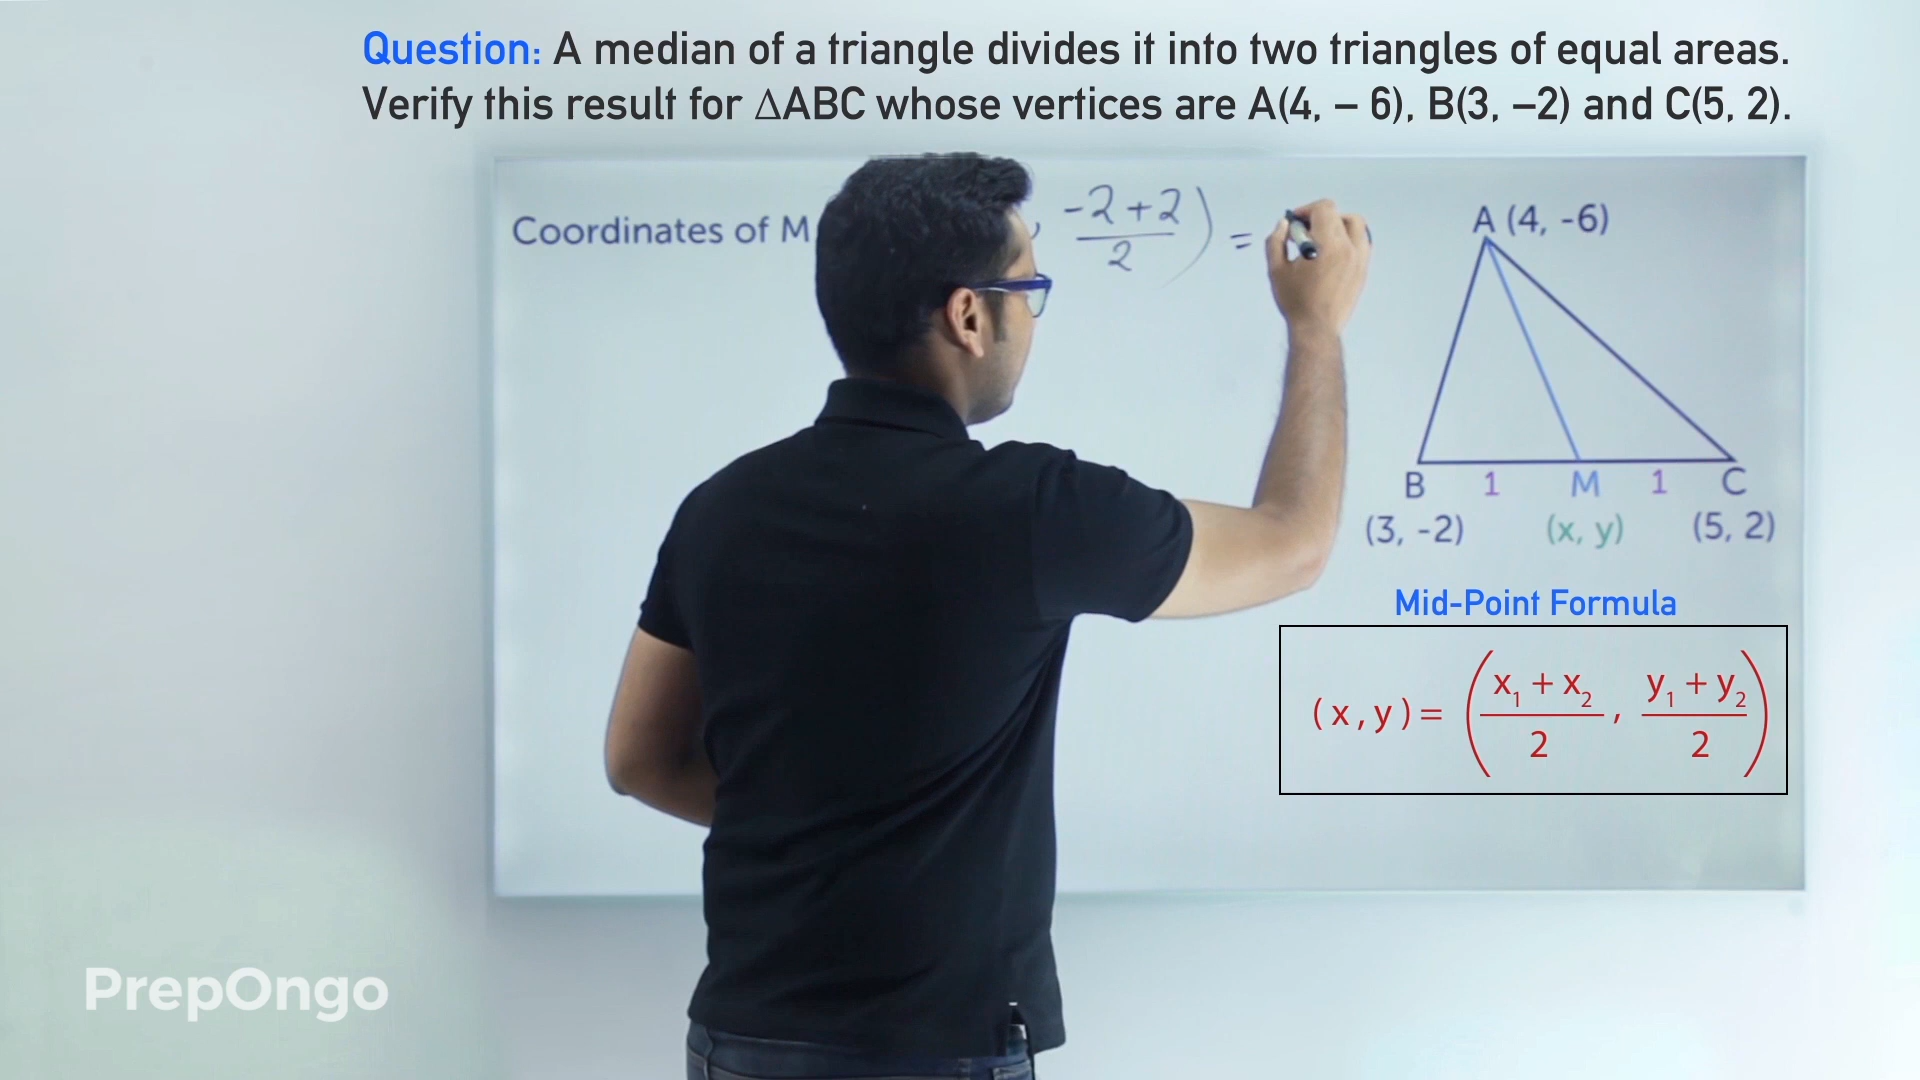 Question: A median of a triangle divides it into two triangles of equal areas.
Verify this result for ΔABC whose vertices are A(4, – 6), B(3, –2) and C(5, 2).
Coordinates of M , -2+2/2) =
A (4, -6)
B 1 M 1 C
(3, -2) (x, y) (5, 2)
Mid-Point Formula
(x, y) = (x₁ + x₂/2, y₁ + y₂/2)
PrepOngo